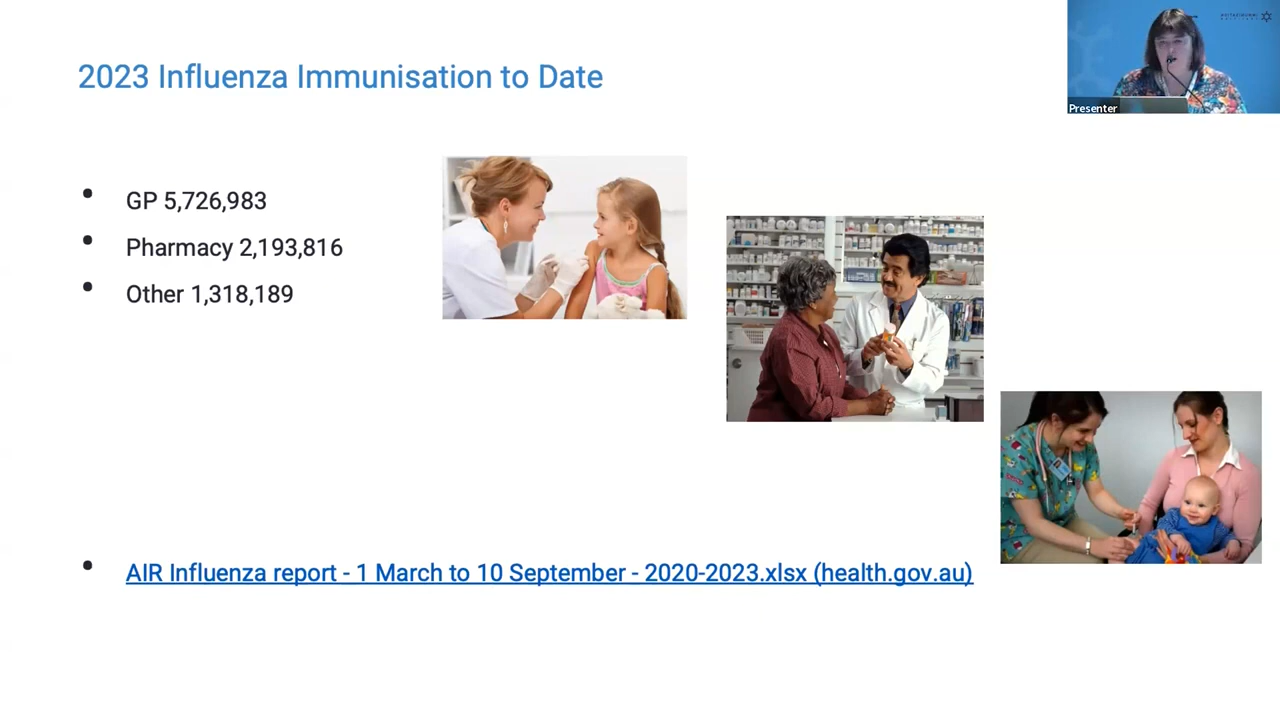 2023 Influenza Immunisation to Date
Presenter
• GP 5,726,983
• Pharmacy 2,193,816
• Other 1,318,189
• AIR Influenza report - 1 March to 10 September - 2020-2023.xlsx (health.gov.au)